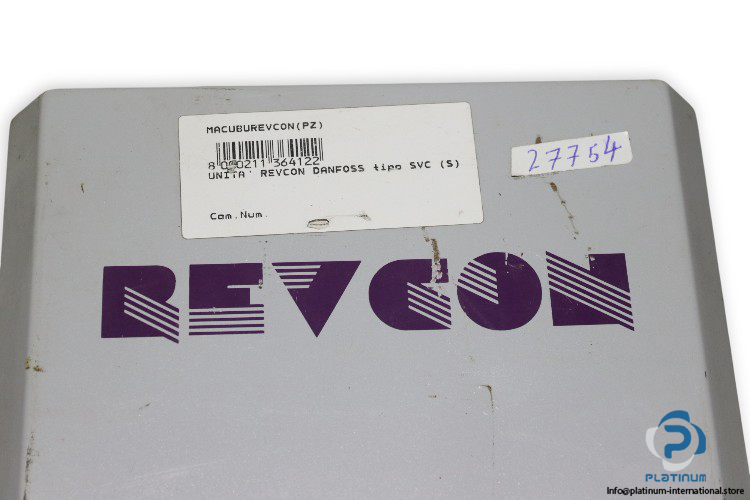 MACUBUREVCON(PZ)
8 000211 364122
UNITA' REVCON DANFOSS tipo SVC (S)
Com.Num.
27754
REVCON
PLATINUM
Info@platinum-international.store